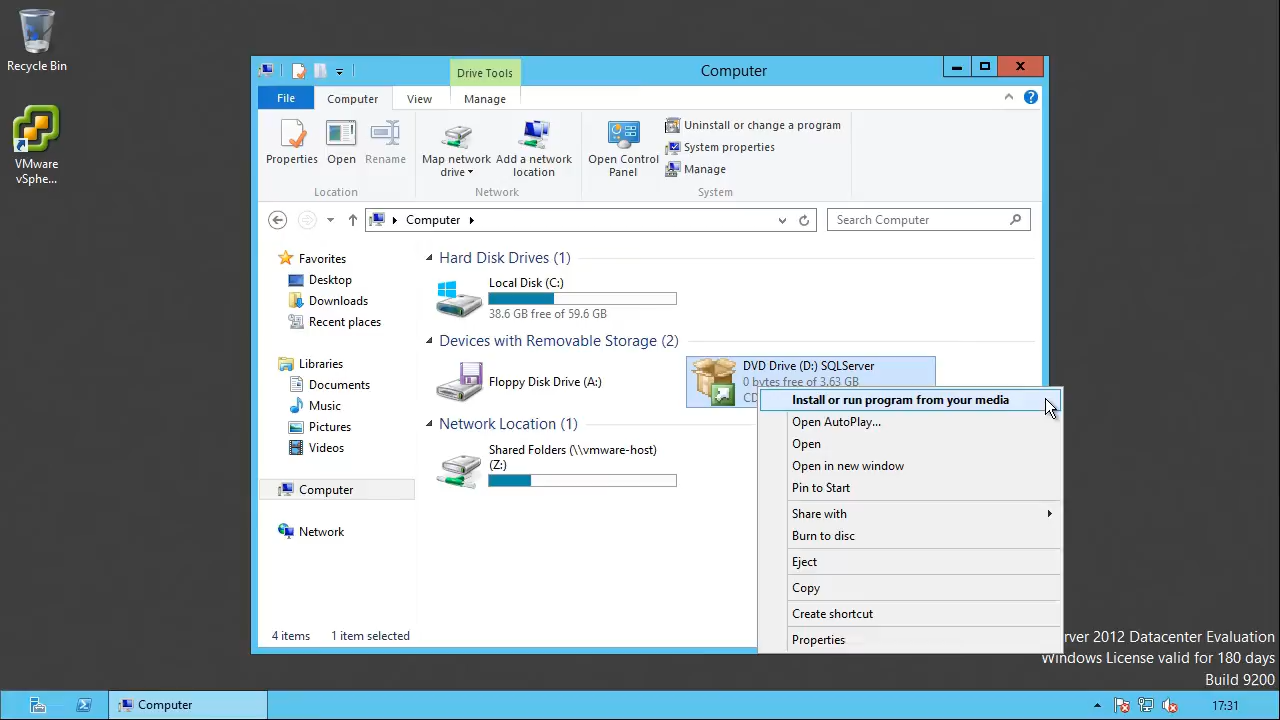 Recycle Bin
VMware
vSphe...
Drive Tools
Computer
File
Computer
View
Manage
Properties
Open
Rename
Location
Map network
drive
Add a network
location
Network
Open Control
Panel
Uninstall or change a program
System properties
Manage
System
Computer
Search Computer
Favorites
Desktop
Downloads
Recent places
Libraries
Documents
Music
Pictures
Videos
Computer
Network
Hard Disk Drives (1)
Local Disk (C:)
38.6 GB free of 59.6 GB
Devices with Removable Storage (2)
Floppy Disk Drive (A:)
DVD Drive (D:) SQLServer
0 bytes free of 3,63 GB
Network Location (1)
Shared Folders (\\vmware-host)
(Z:)
Install or run program from your media
Open AutoPlay...
Open
Open in new window
Pin to Start
Share with
Burn to disc
Eject
Copy
Create shortcut
Properties
4 items
1 item selected
erver 2012 Datacenter Evaluation
Windows License valid for 180 days
Build 9200
Computer
17:31